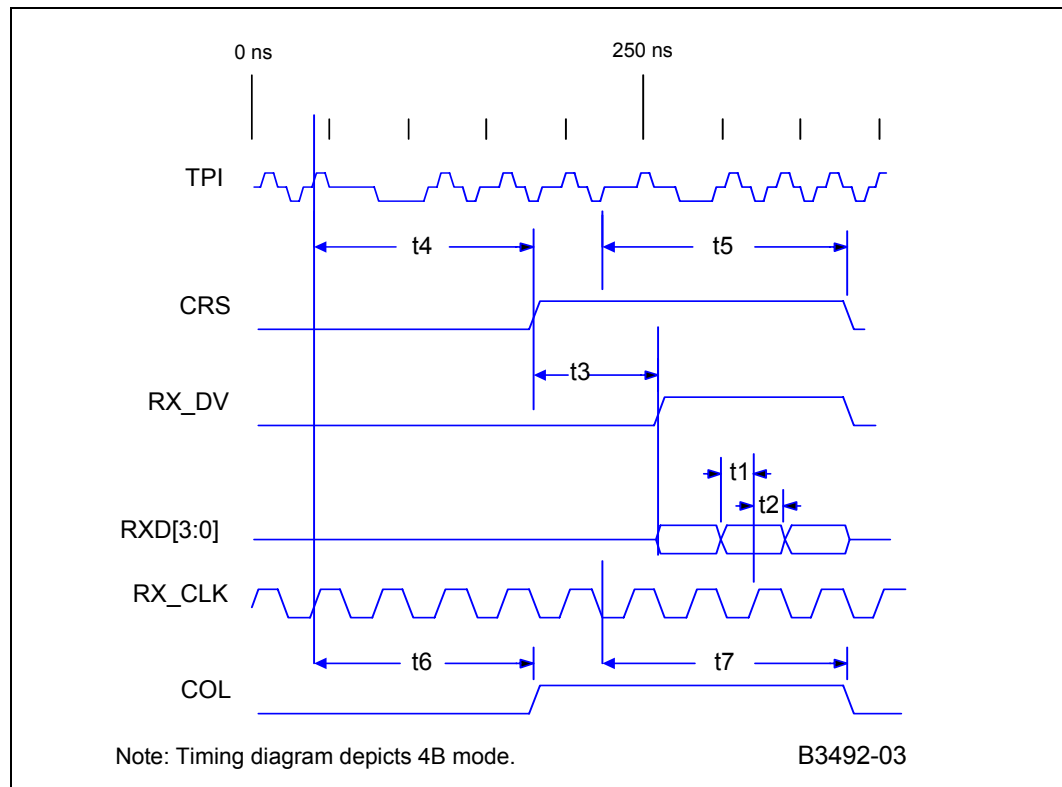 0 ns 250 ns
TPI
t4 t5
CRS
t3
RX_DV
t1
t2
RXD[3:0]
RX_CLK
t6 t7
COL
Note: Timing diagram depicts 4B mode. B3492-03